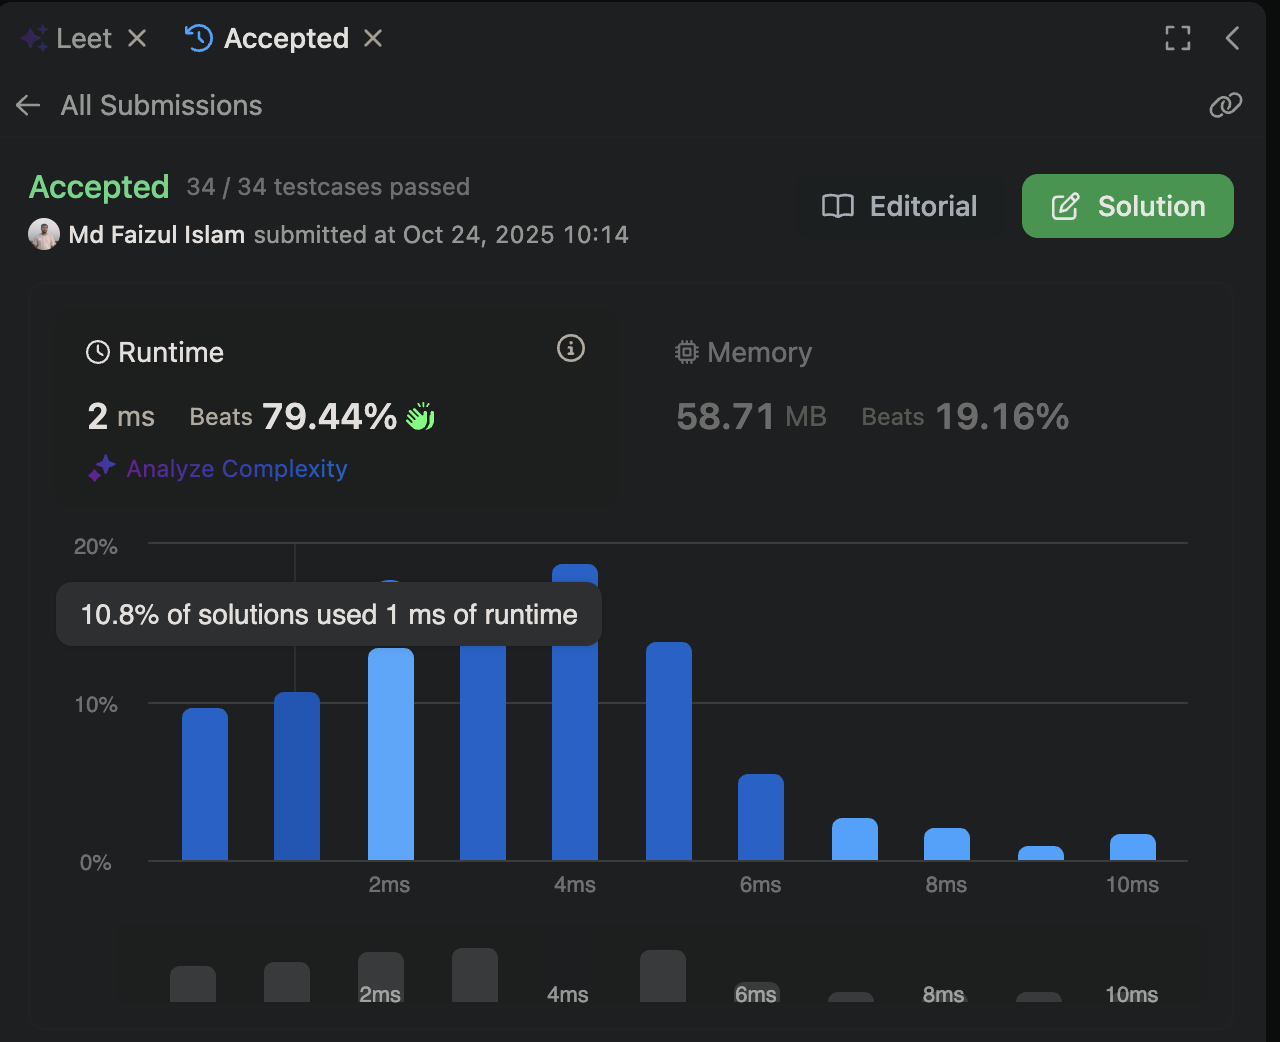 Leet
Accepted
All Submissions
Accepted 34 / 34 testcases passed
Md Faizul Islam submitted at Oct 24, 2025 10:14
Editorial
Solution
Runtime
2 ms Beats 79.44%
Analyze Complexity
Memory
58.71 MB Beats 19.16%
20%
10.8% of solutions used 1 ms of runtime
10%
0%
2ms 4ms 6ms 8ms 10ms
2ms 4ms 6ms 8ms 10ms